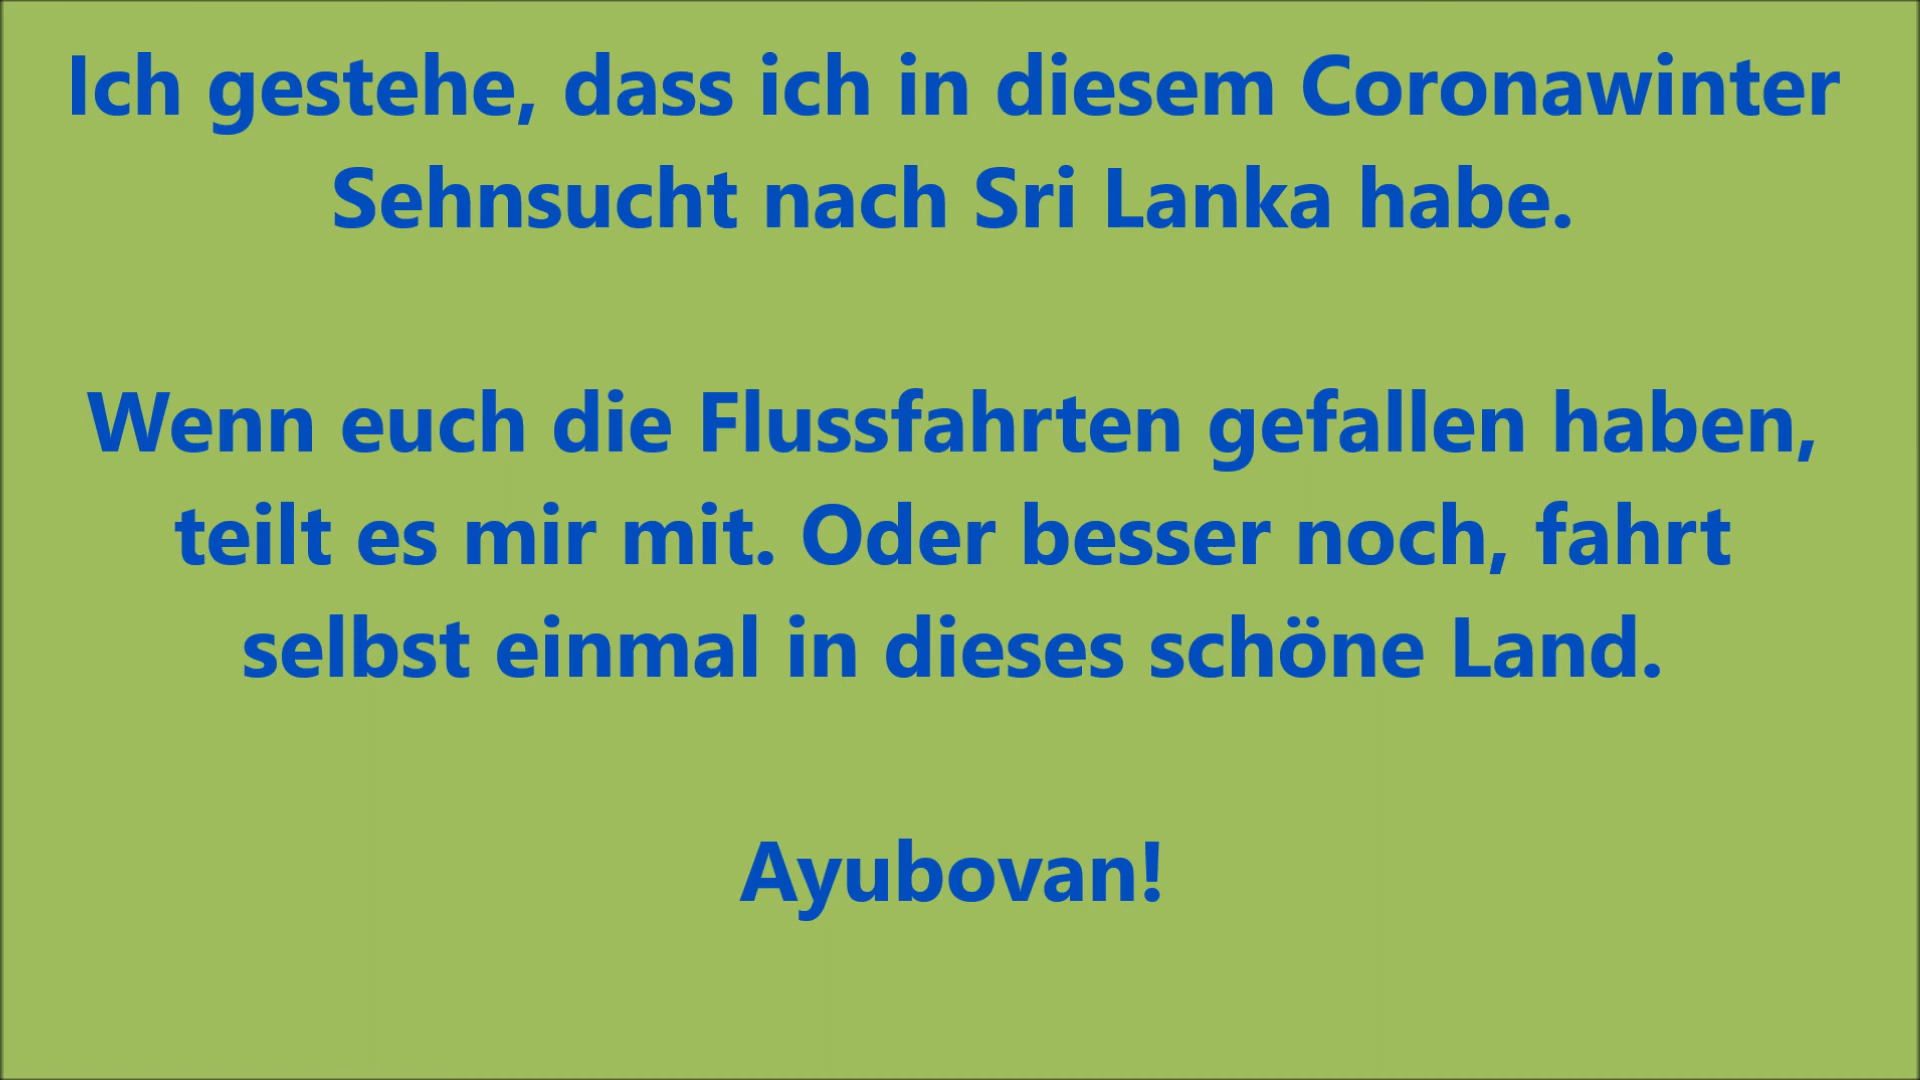 Ich gestehe, dass ich in diesem Coronawinter
Sehnsucht nach Sri Lanka habe.
Wenn euch die Flussfahrten gefallen haben,
teilt es mir mit. Oder besser noch, fahrt
selbst einmal in dieses schöne Land.
Ayubovan!